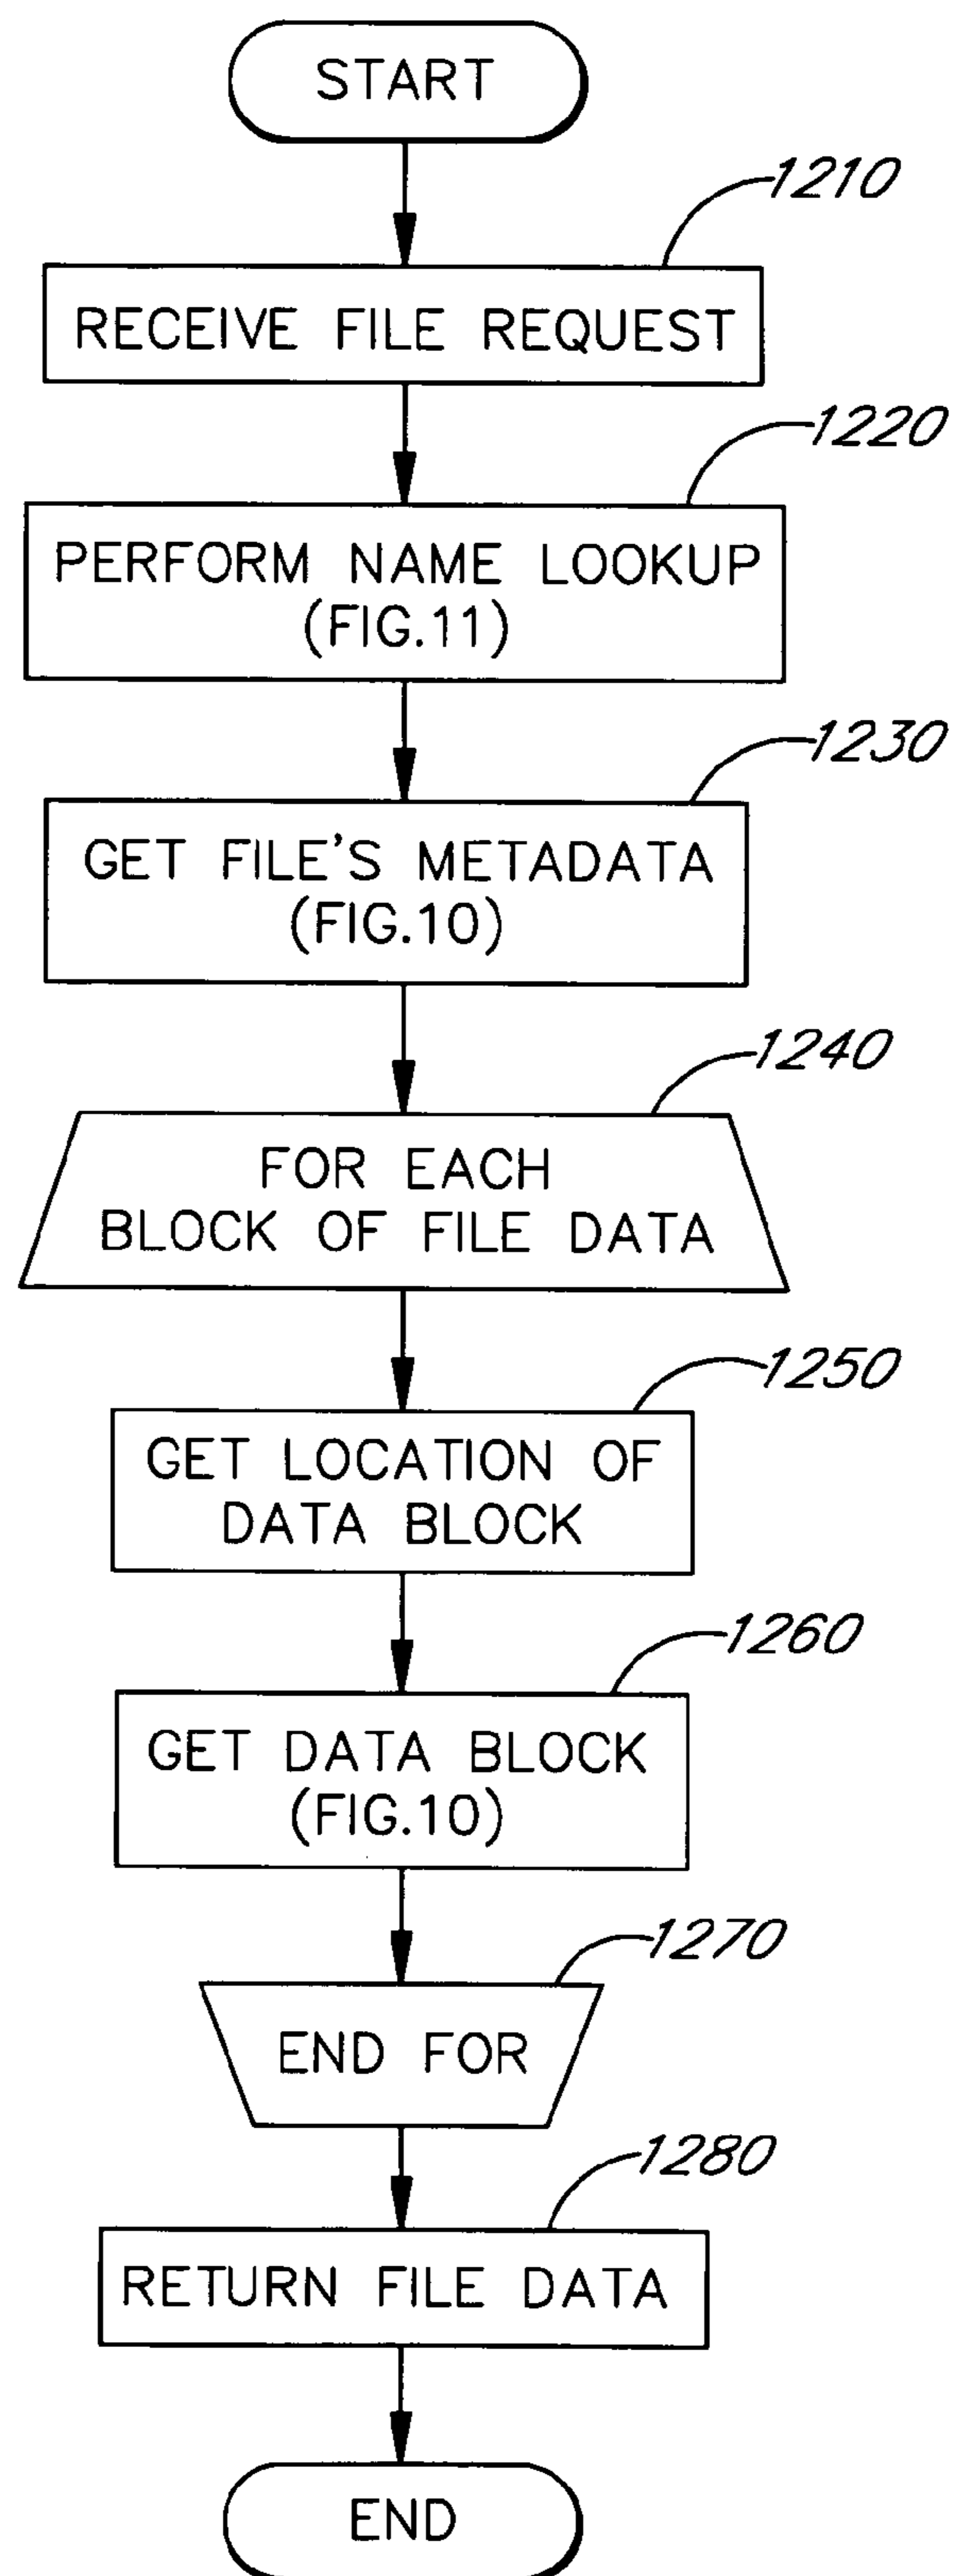 START
1210
RECEIVE FILE REQUEST
1220
PERFORM NAME LOOKUP
(FIG.11)
1230
GET FILE'S METADATA
(FIG.10)
1240
FOR EACH
BLOCK OF FILE DATA
1250
GET LOCATION OF
DATA BLOCK
1260
GET DATA BLOCK
(FIG.10)
1270
END FOR
1280
RETURN FILE DATA
END